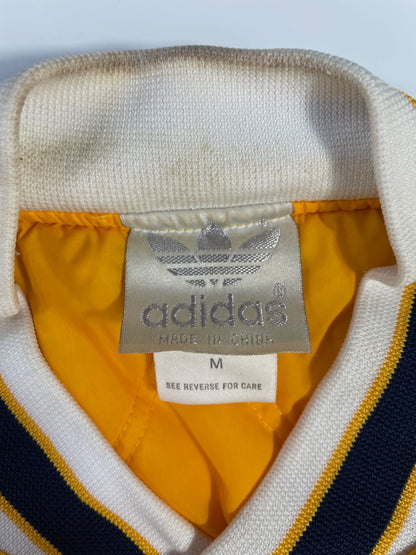 adidas®
MADE IN CHINA
M
SEE REVERSE FOR CARE